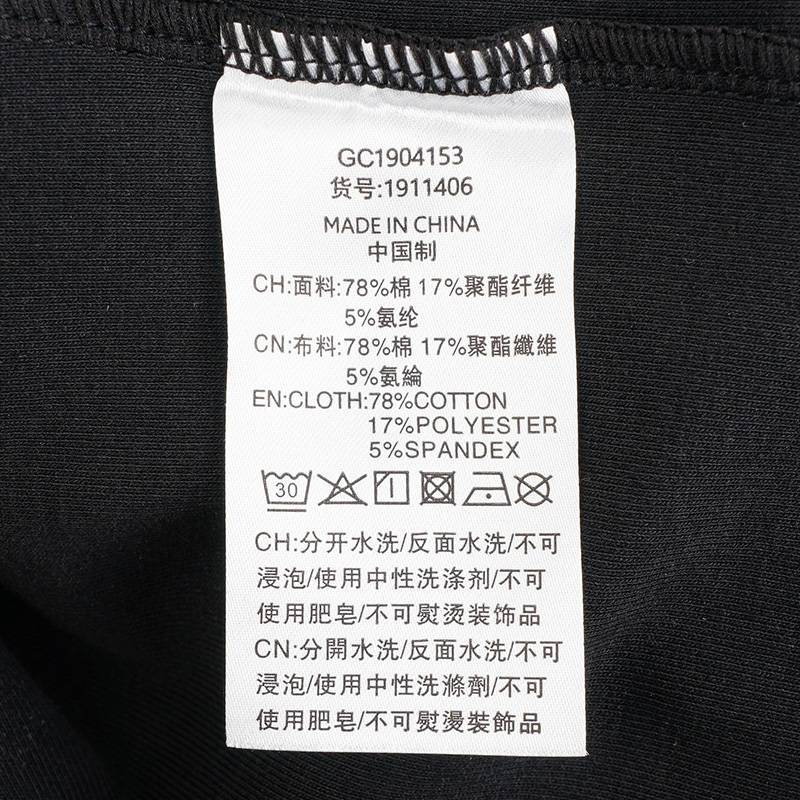 GC1904153
货号:1911406
MADE IN CHINA
中国制
CH:面料:78%棉 17%聚酯纤维
5%氨纶
CN:布料:78%棉 17%聚酯纖維
5%氨綸
EN:CLOTH:78%COTTON
17%POLYESTER
5%SPANDEX
30
CH:分开水洗/反面水洗/不可
浸泡/使用中性洗涤剂/不可
使用肥皂/不可熨烫装饰品
CN:分開水洗/反面水洗/不可
浸泡/使用中性洗滌劑/不可
使用肥皂/不可熨燙裝飾品